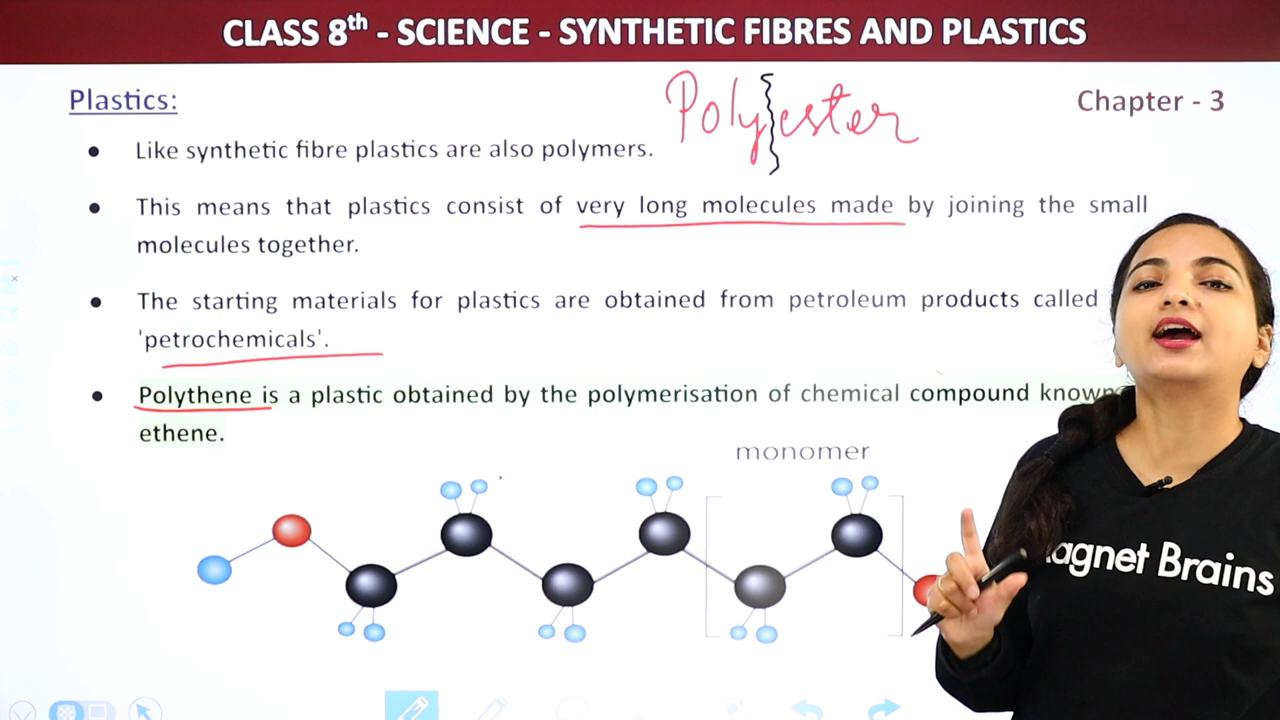 CLASS 8th - SCIENCE - SYNTHETIC FIBRES AND PLASTICS
Plastics:
Polyester
Chapter - 3
● Like synthetic fibre plastics are also polymers.
● This means that plastics consist of very long molecules made by joining the small
molecules together.
● The starting materials for plastics are obtained from petroleum products called
'petrochemicals'.
● Polythene is a plastic obtained by the polymerisation of chemical compound known
ethene.
monomer
agnet Brains